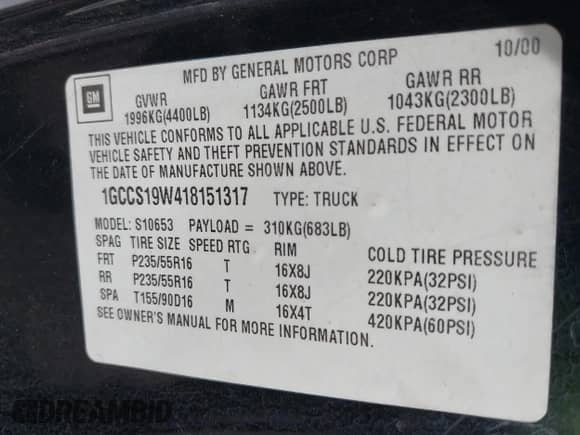 MFD BY GENERAL MOTORS CORP 10/00
GM
GVWR GAWR FRT GAWR RR
1996KG(4400LB) 1134KG(2500LB) 1043KG(2300LB)
THIS VEHICLE CONFORMS TO ALL APPLICABLE U.S. FEDERAL MOTOR
VEHICLE SAFETY AND THEFT PREVENTION STANDARDS IN EFFECT ON
THE DATE OF MANUFACTURE SHOWN ABOVE.
1GCCS19W418151317 TYPE: TRUCK
MODEL: S10653 PAYLOAD = 310KG(683LB)
SPAG TIRE SIZE SPEED RTG RIM COLD TIRE PRESSURE
FRT P235/55R16 T 16X8J 220KPA(32PSI)
RR P235/55R16 T 16X8J 220KPA(32PSI)
SPA T155/90D16 M 16X4T 420KPA(60PSI)
SEE OWNER'S MANUAL FOR MORE INFORMATION.
DREAMBID